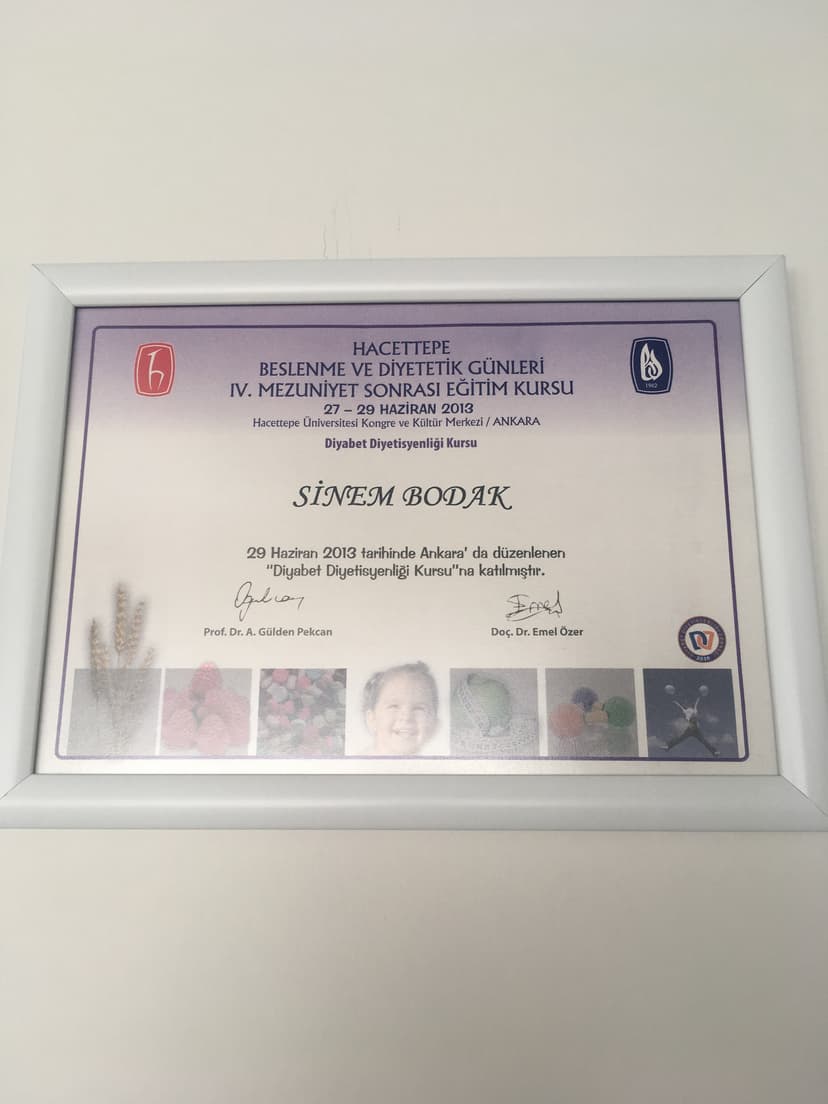 HACETTEPE
BESLENME VE DİYETETİK GÜNLERİ
IV. MEZUNİYET SONRASI EĞİTİM KURSU
27 – 29 HAZİRAN 2013
Hacettepe Üniversitesi Kongre ve Kültür Merkezi / ANKARA
Diyabet Diyetisyenliği Kursu
1962
SİNEM BODAK
29 Haziran 2013 tarihinde Ankara' da düzenlenen
"Diyabet Diyetisyenliği Kursu"na katılmıştır.
Prof. Dr. A. Gülden Pekcan
Doç. Dr. Emel Özer